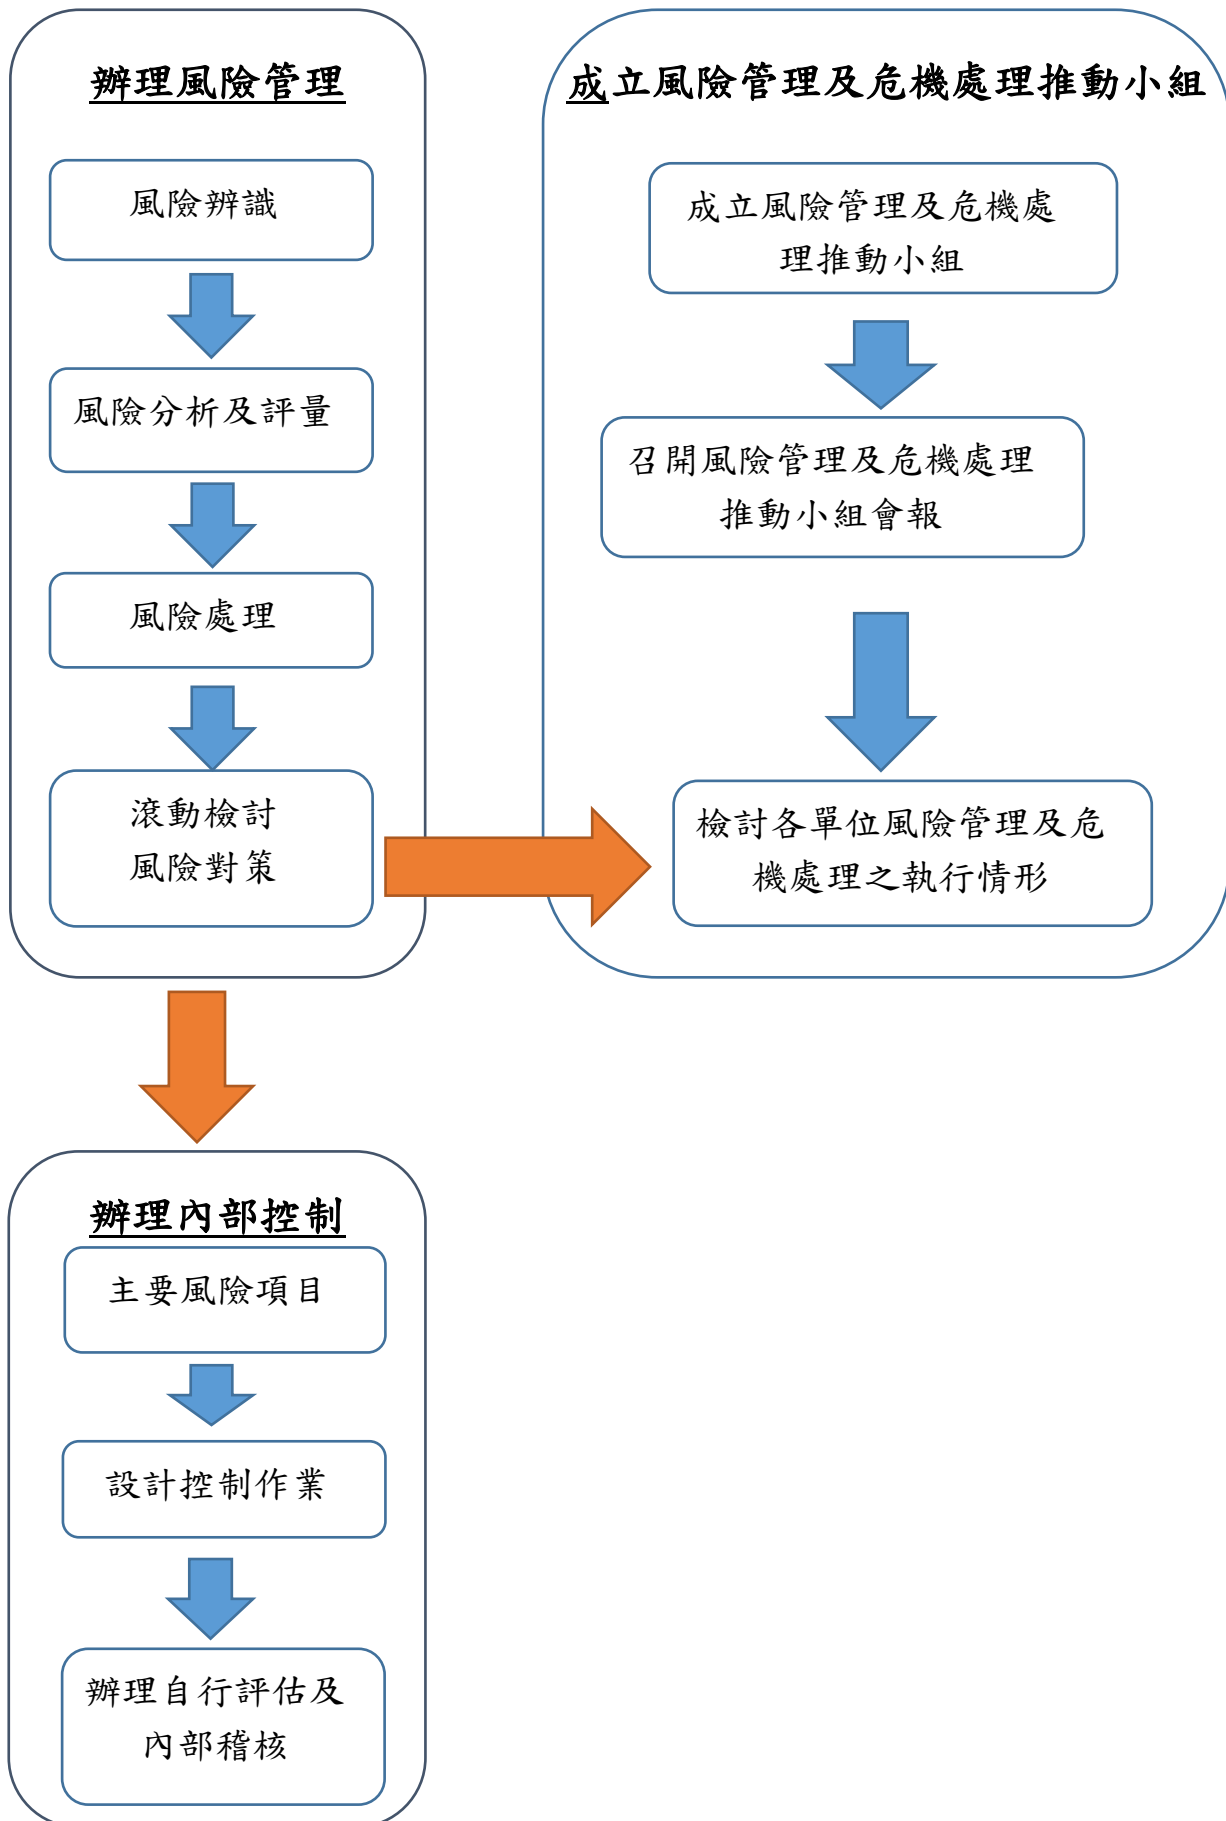 辦理風險管理
風險辨識
風險分析及評量
風險處理
滾動檢討
風險對策
成立風險管理及危機處理推動小組
成立風險管理及危機處
理推動小組
召開風險管理及危機處理
推動小組會報
檢討各單位風險管理及危
機處理之執行情形
辦理內部控制
主要風險項目
設計控制作業
辦理自行評估及
內部稽核